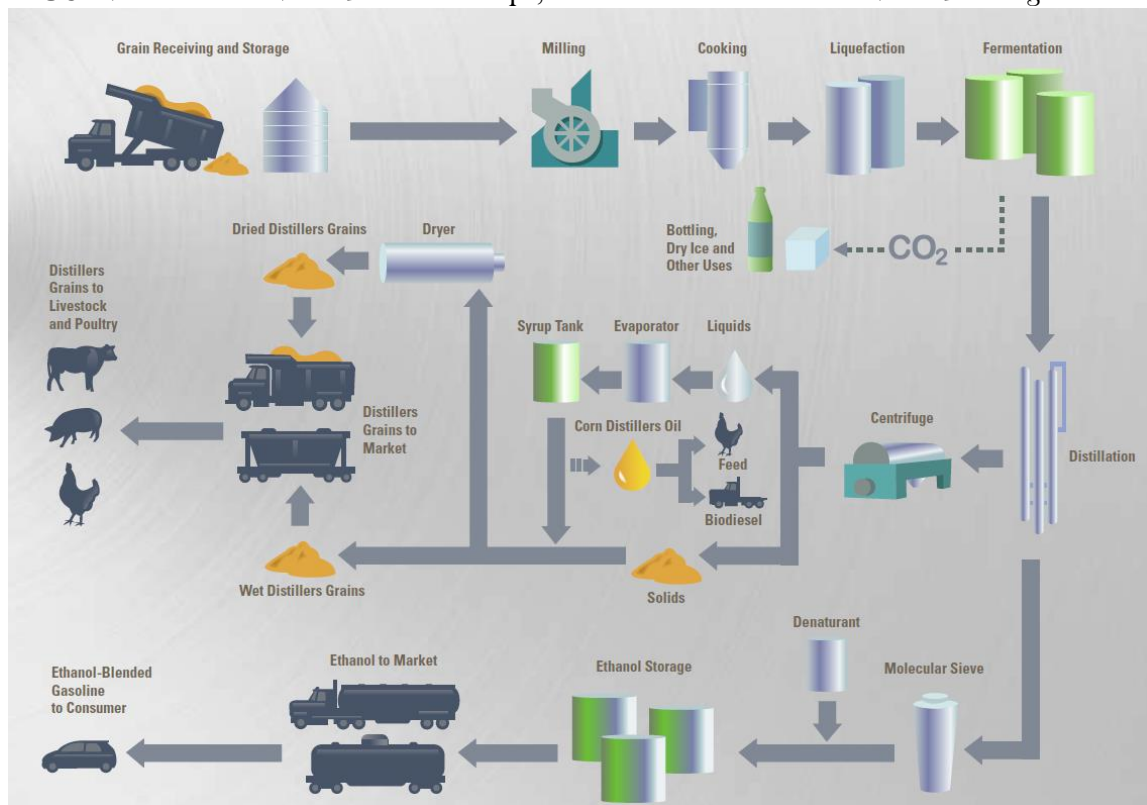 Grain Receiving and Storage
Milling
Cooking
Liquefaction
Fermentation
Bottling,
Dry Ice and
Other Uses
CO2
Dried Distillers Grains
Dryer
Distillers
Grains to
Livestock
and Poultry
Syrup Tank
Evaporator
Liquids
Distillers
Grains to
Market
Corn Distillers Oil
Feed
Biodiesel
Centrifuge
Distillation
Wet Distillers Grains
Solids
Denaturant
Molecular Sieve
Ethanol Storage
Ethanol to Market
Ethanol-Blended
Gasoline
to Consumer